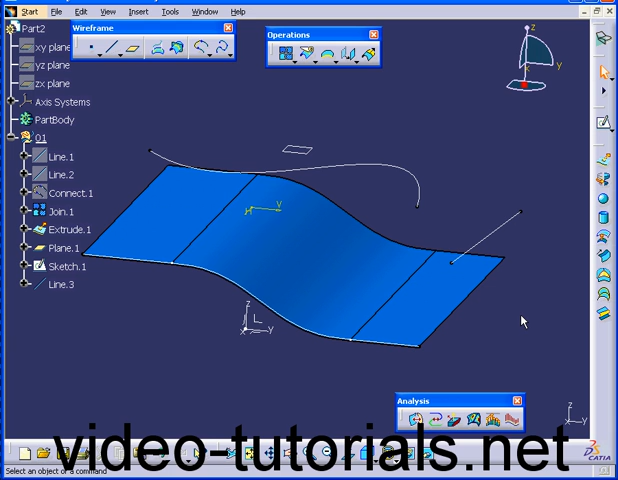 Start File Edit View Insert Tools Window Help
Part2
Wireframe
Operations
xy plane
yz plane
zx plane
Axis Systems
PartBody
01
Line.1
Line.2
Connect.1
Join.1
Extrude.1
Plane.1
Sketch.1
Line.3
z
x
y
H V
z
x y
Analysis
z
x y
video-tutorials.net
CATIA
Select an object or a command